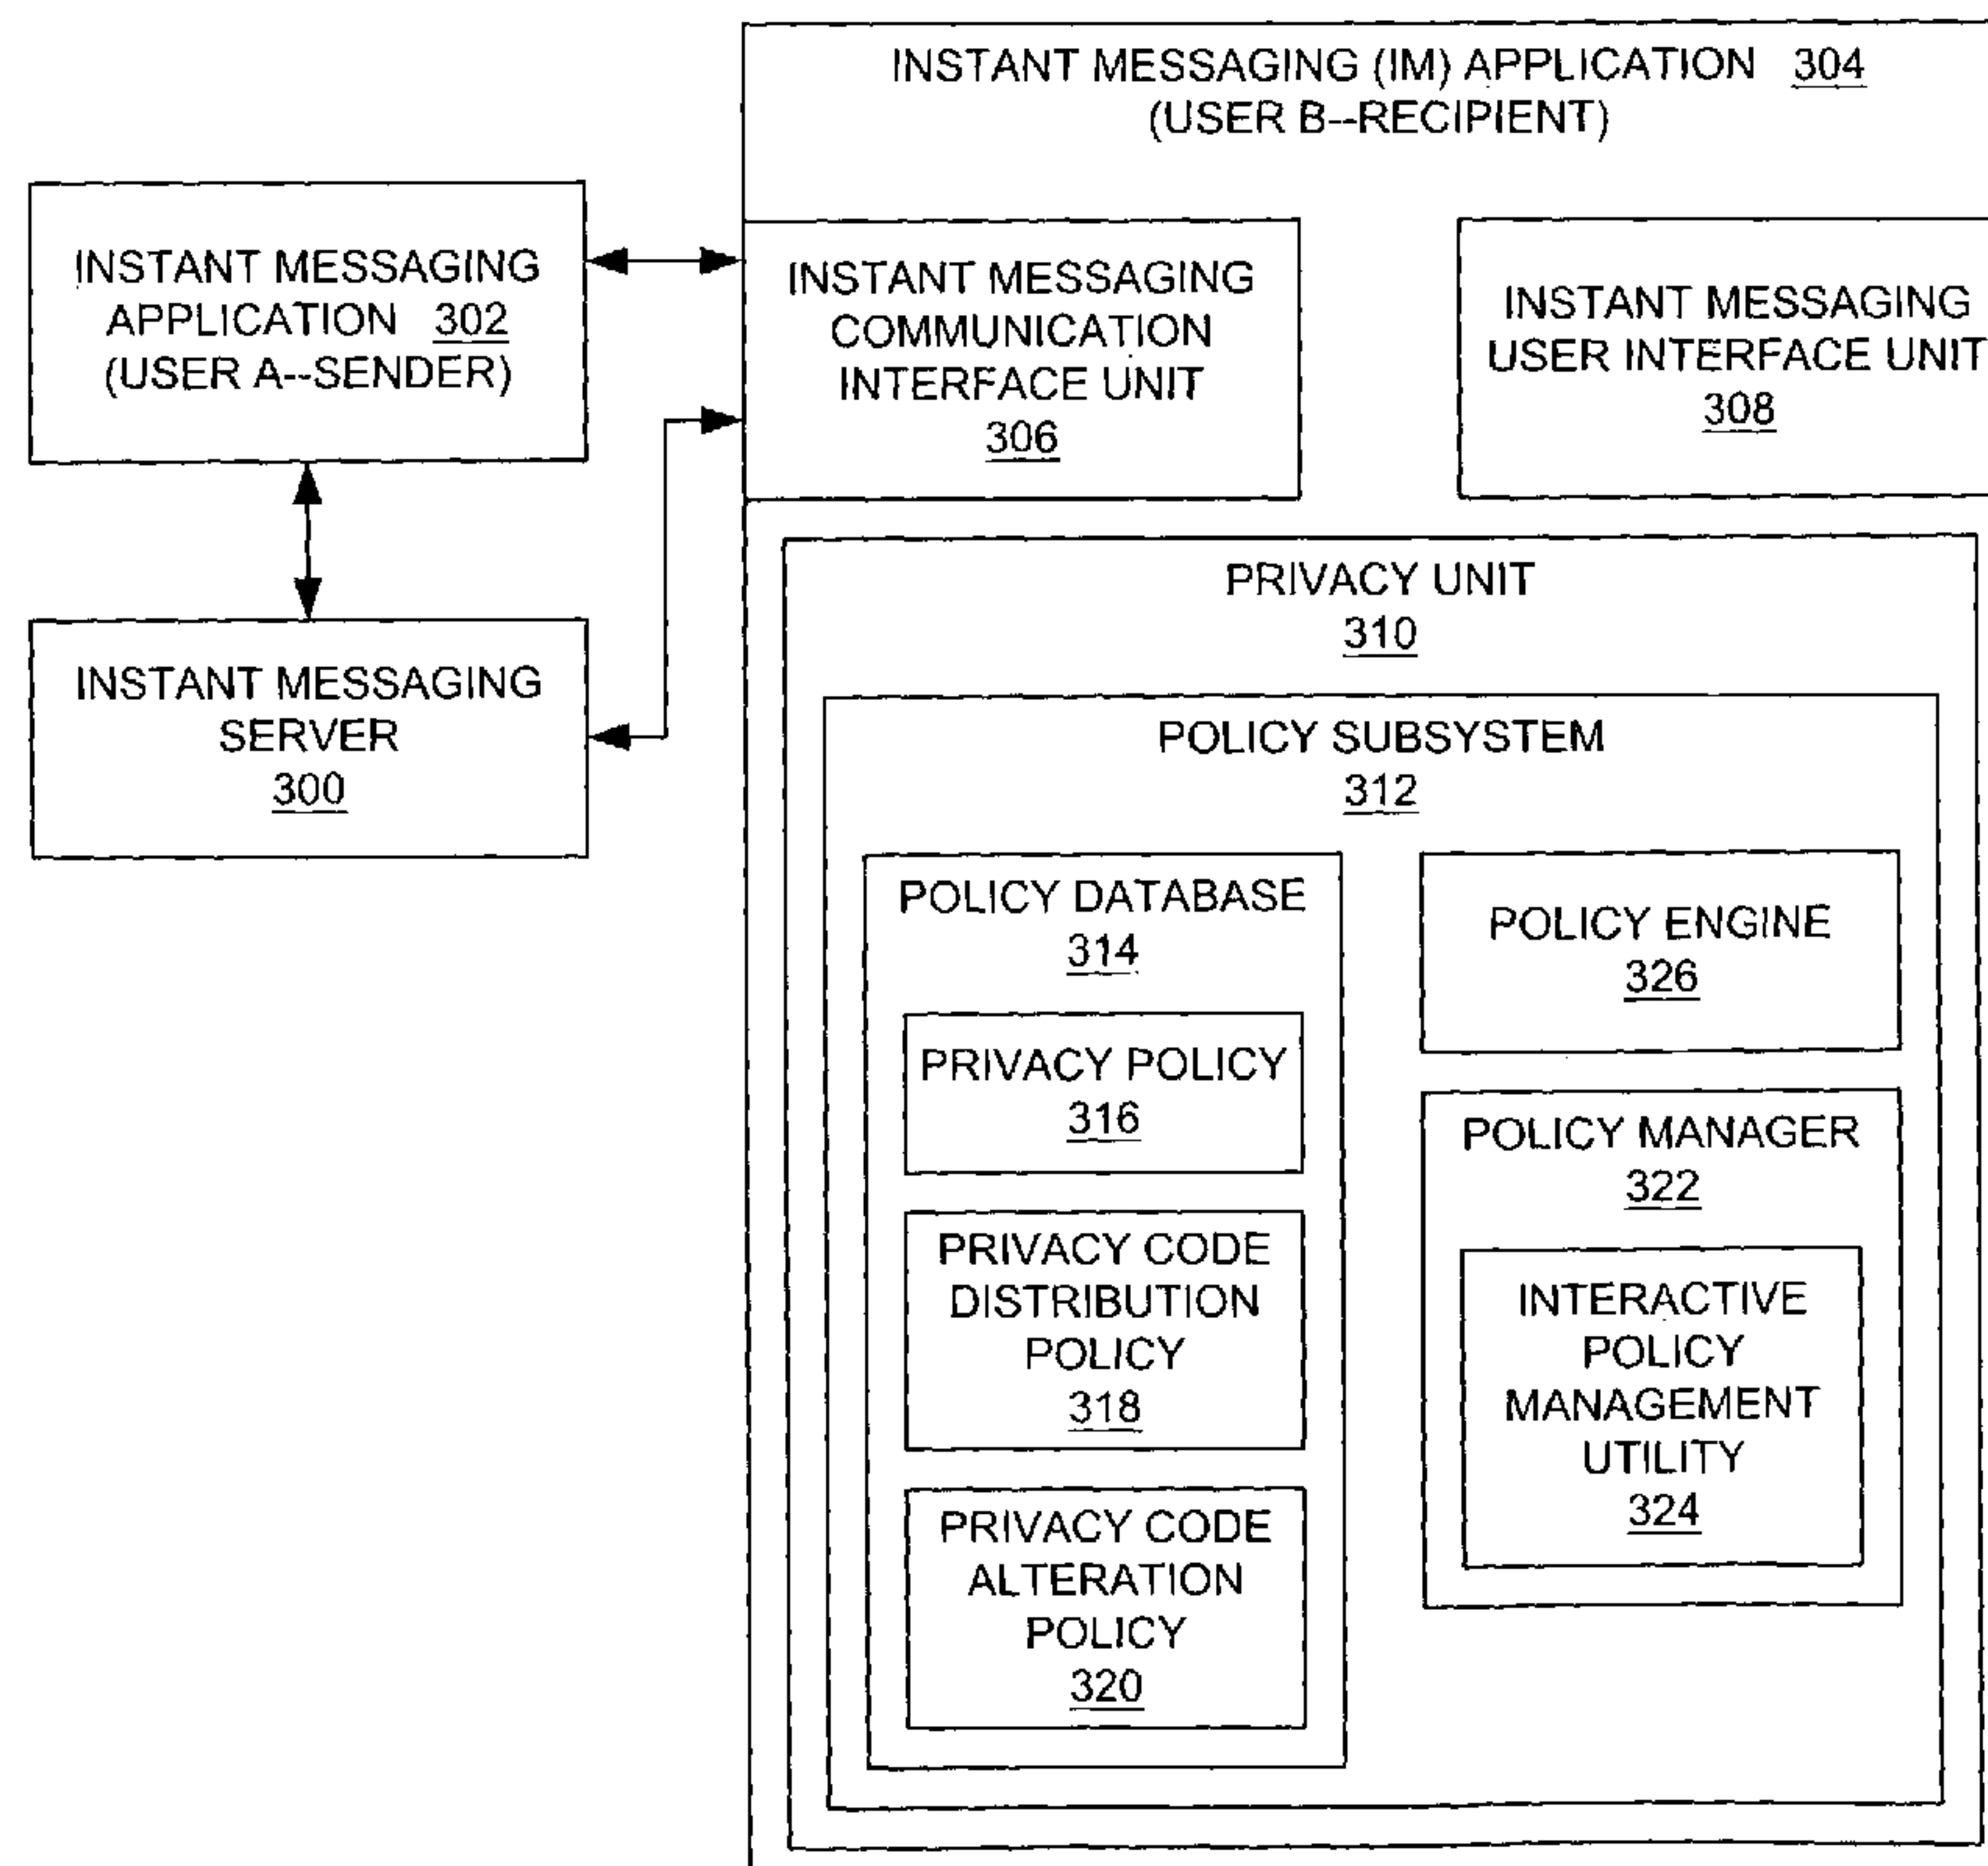 INSTANT MESSAGING (IM) APPLICATION 304
(USER B--RECIPIENT)
INSTANT MESSAGING
APPLICATION 302
(USER A--SENDER)
INSTANT MESSAGING
COMMUNICATION
INTERFACE UNIT
306
INSTANT MESSAGING
USER INTERFACE UNIT
308
INSTANT MESSAGING
SERVER
300
PRIVACY UNIT
310
POLICY SUBSYSTEM
312
POLICY DATABASE
314
PRIVACY POLICY
316
PRIVACY CODE
DISTRIBUTION
POLICY
318
PRIVACY CODE
ALTERATION
POLICY
320
POLICY ENGINE
326
POLICY MANAGER
322
INTERACTIVE
POLICY
MANAGEMENT
UTILITY
324